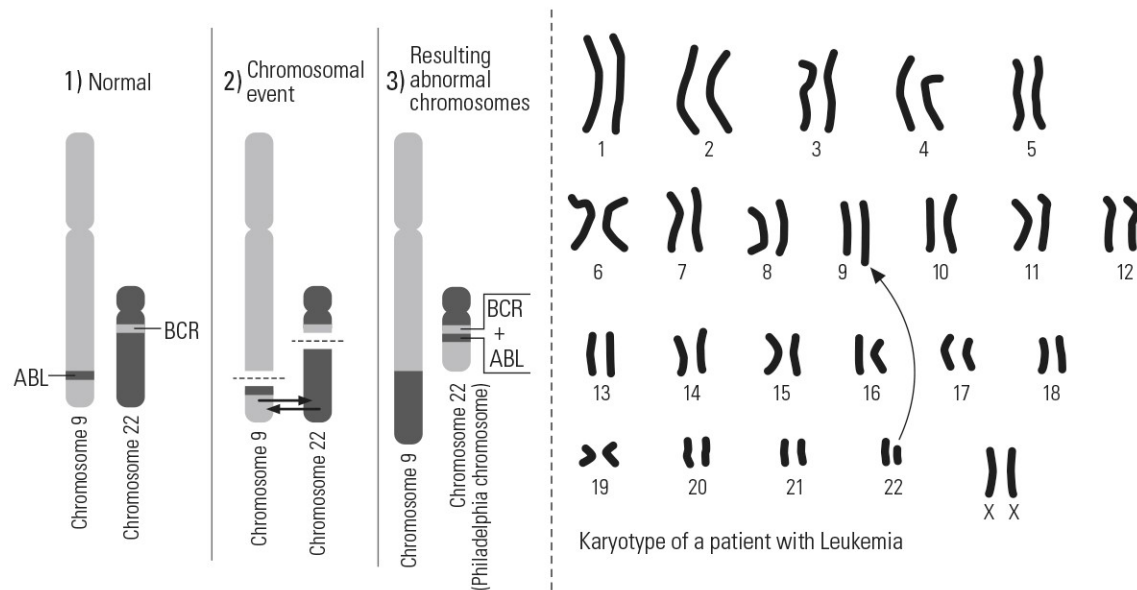 1) Normal
ABL
BCR
Chromosome 9
Chromosome 22
2) Chromosomal
event
Chromosome 9
Chromosome 22
3) Resulting
abnormal
chromosomes
BCR
+
ABL
Chromosome 9
Chromosome 22
(Philadelphia chromosome)
1 2 3 4 5
6 7 8 9 10 11 12
13 14 15 16 17 18
19 20 21 22 X X
Karyotype of a patient with Leukemia